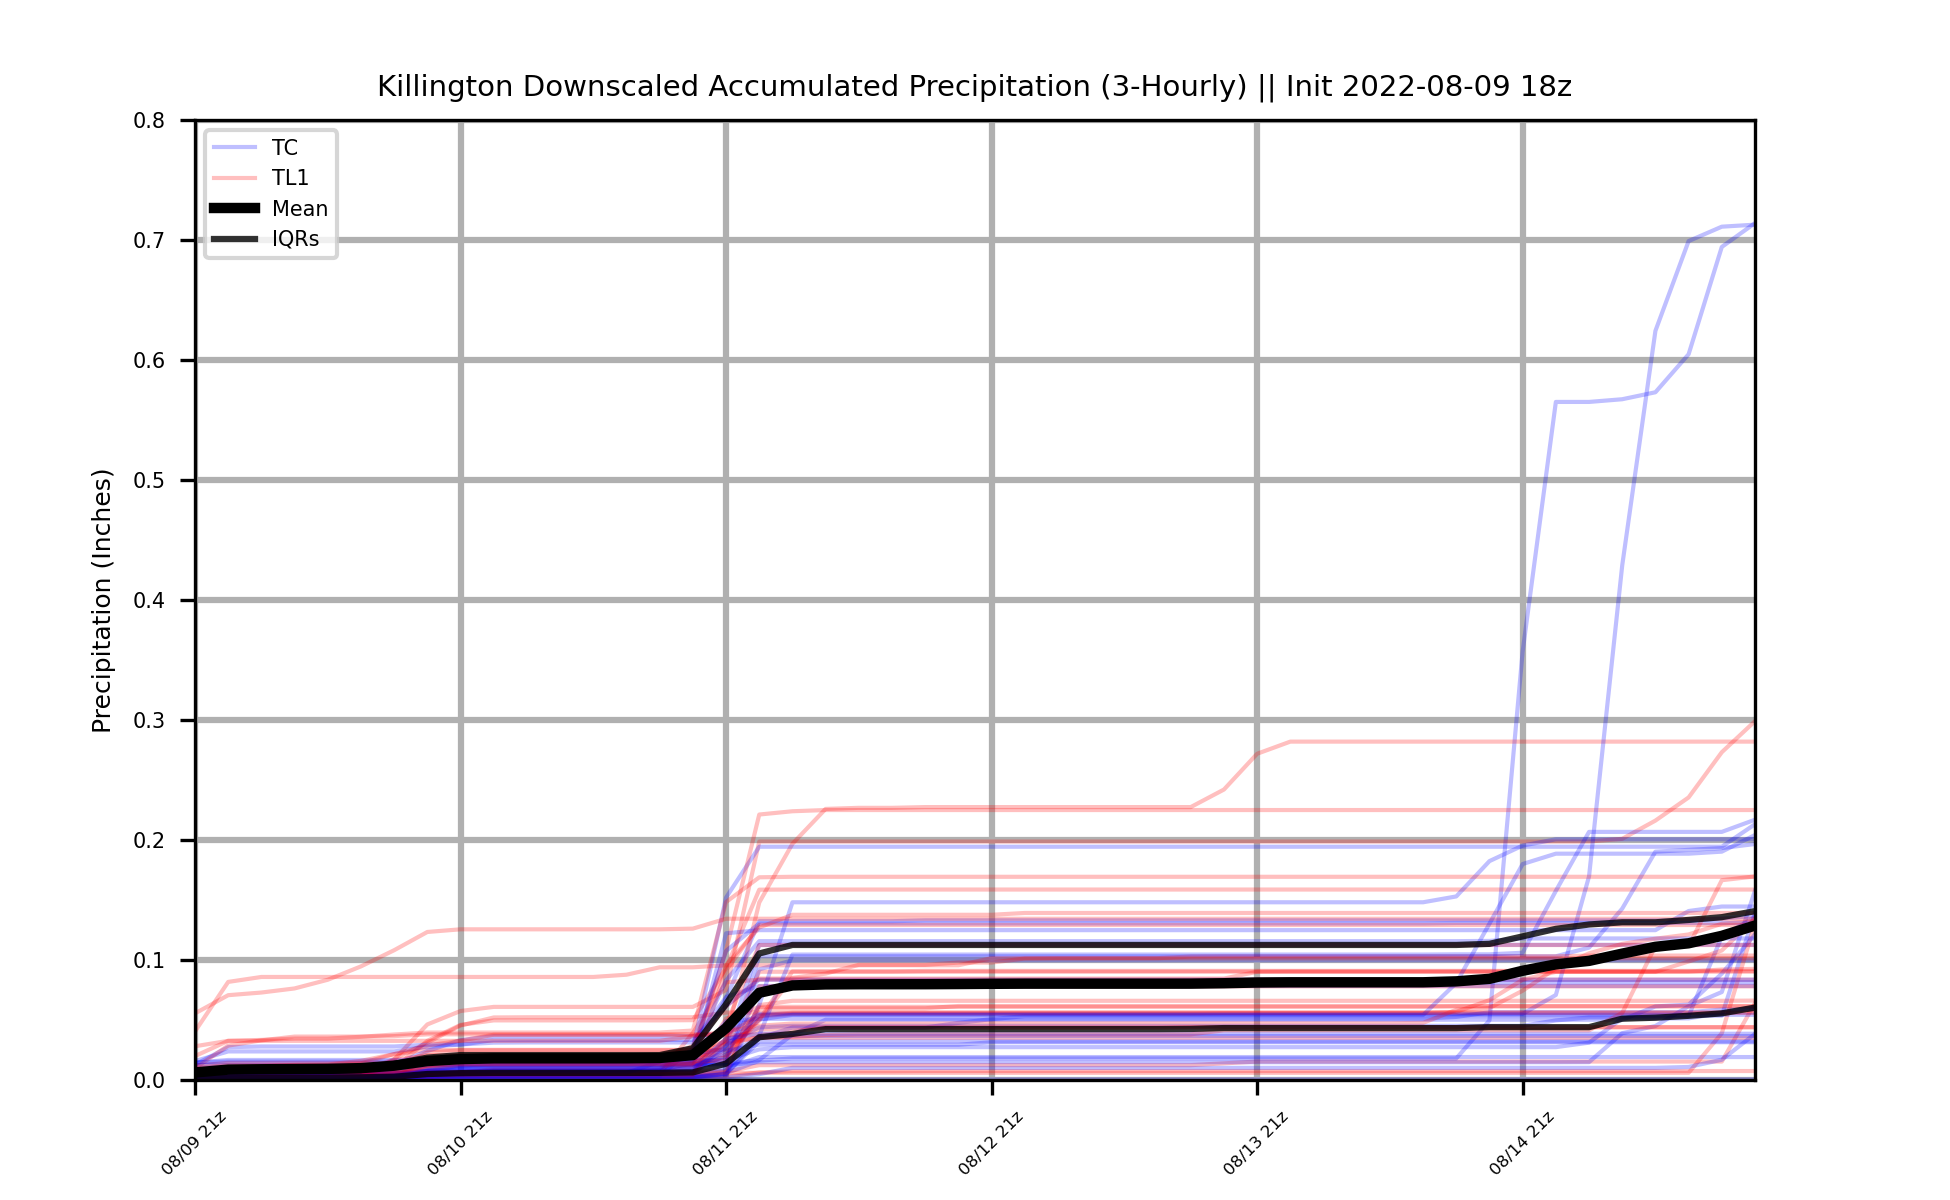 Killington Downscaled Accumulated Precipitation (3-Hourly) || Init 2022-08-09 18z
TC
TL1
Mean
IQRs
Precipitation (Inches)
0.8
0.7
0.6
0.5
0.4
0.3
0.2
0.1
0.0
08/09 21z
08/10 21z
08/11 21z
08/12 21z
08/13 21z
08/14 21z